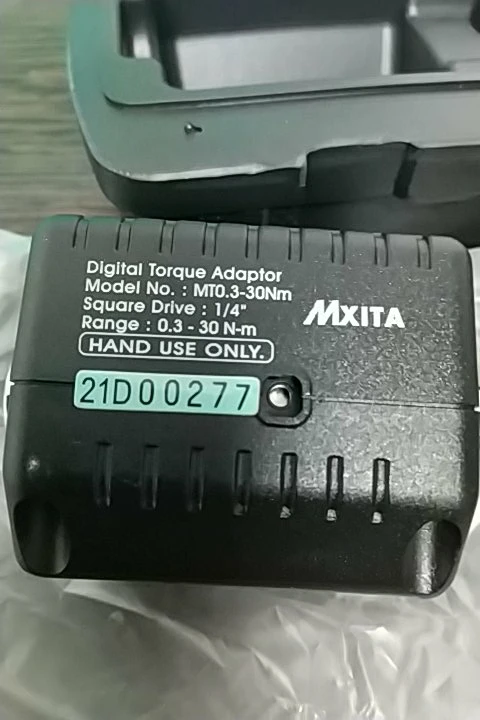 Digital Torque Adaptor
Model No. : MT0.3-30Nm
Square Drive : 1/4"
Range : 0.3 - 30 N-m
MXITA
HAND USE ONLY.
21D00277